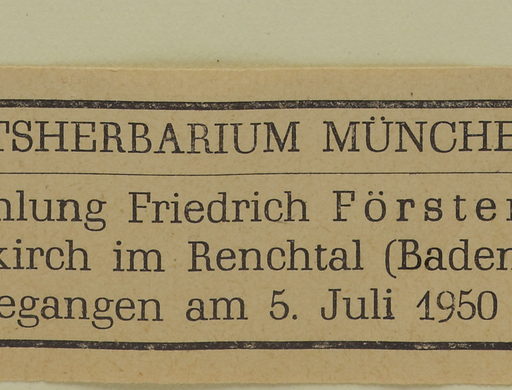 TSHERBARIUM MÜNCHE
nlung Friedrich Förster
kirch im Renchtal (Baden
egangen am 5. Juli 1950